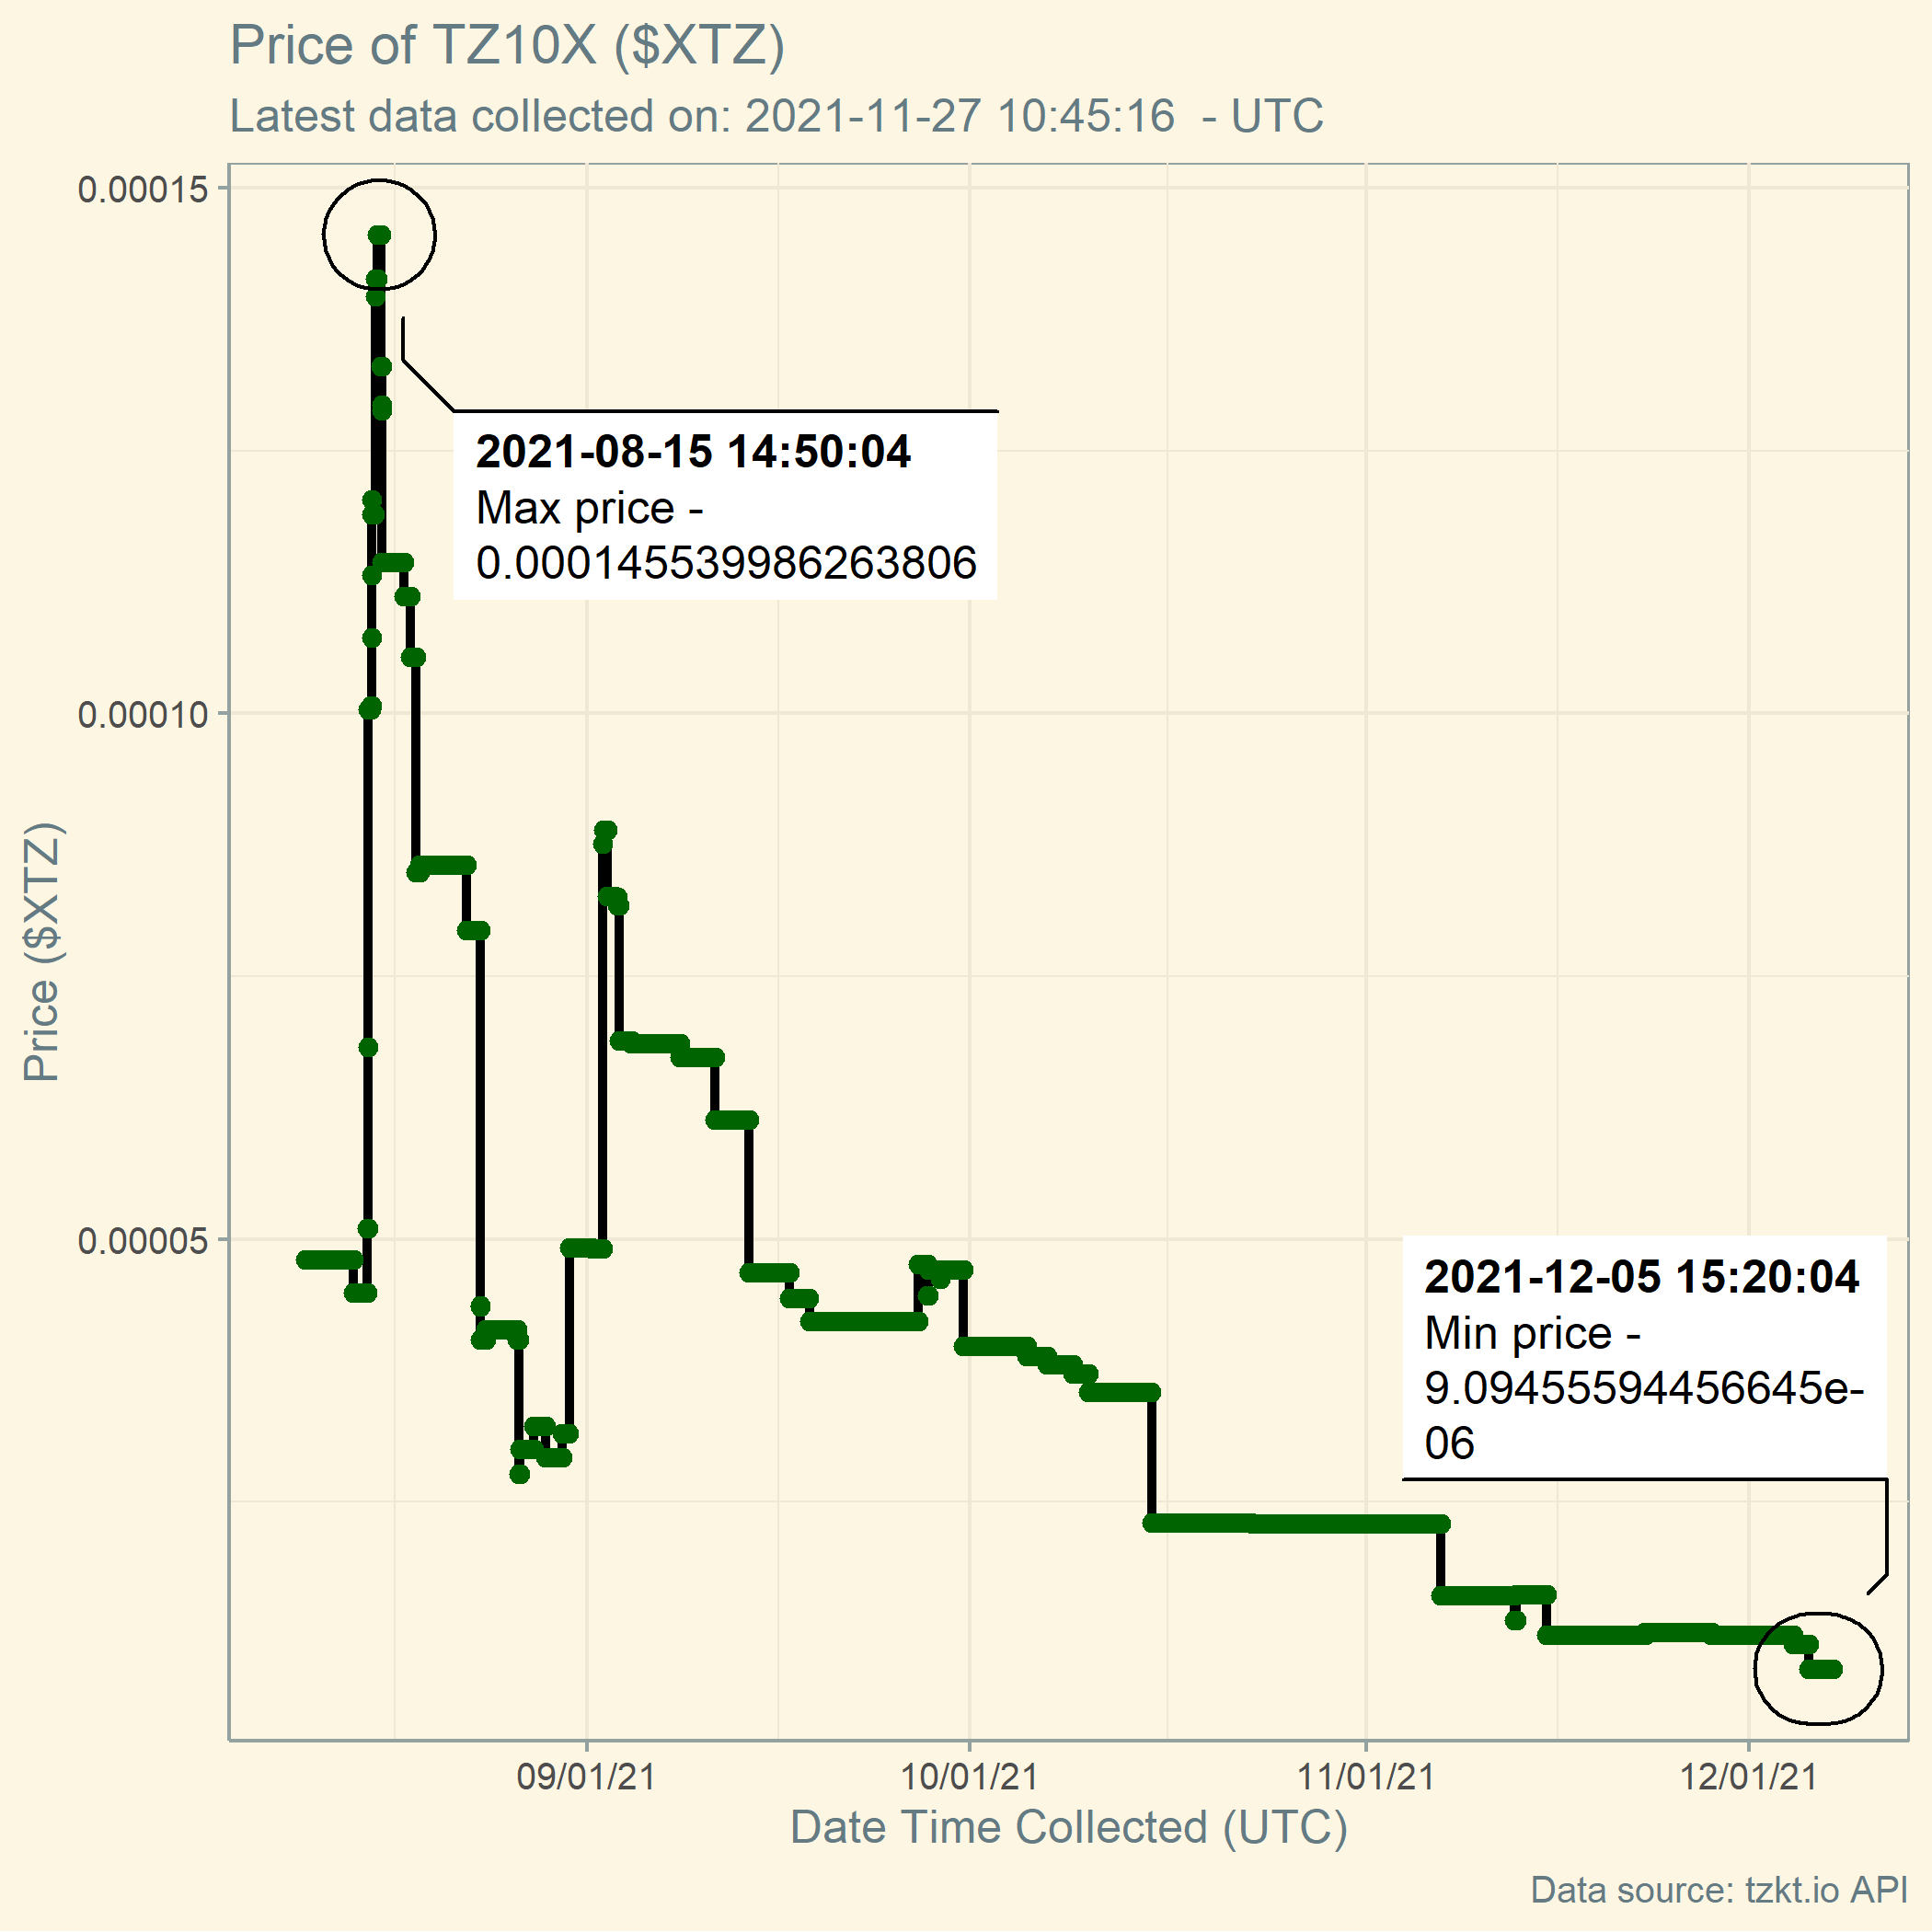 Price of TZ10X ($XTZ)
Latest data collected on: 2021-11-27 10:45:16  - UTC
0.00015
2021-08-15 14:50:04
Max price -
0.000145539986263806
0.00010
Price ($XTZ)
0.00005
2021-12-05 15:20:04
Min price -
9.09455594456645e-
06
09/01/21
10/01/21
11/01/21
12/01/21
Date Time Collected (UTC)
Data source: tzkt.io API